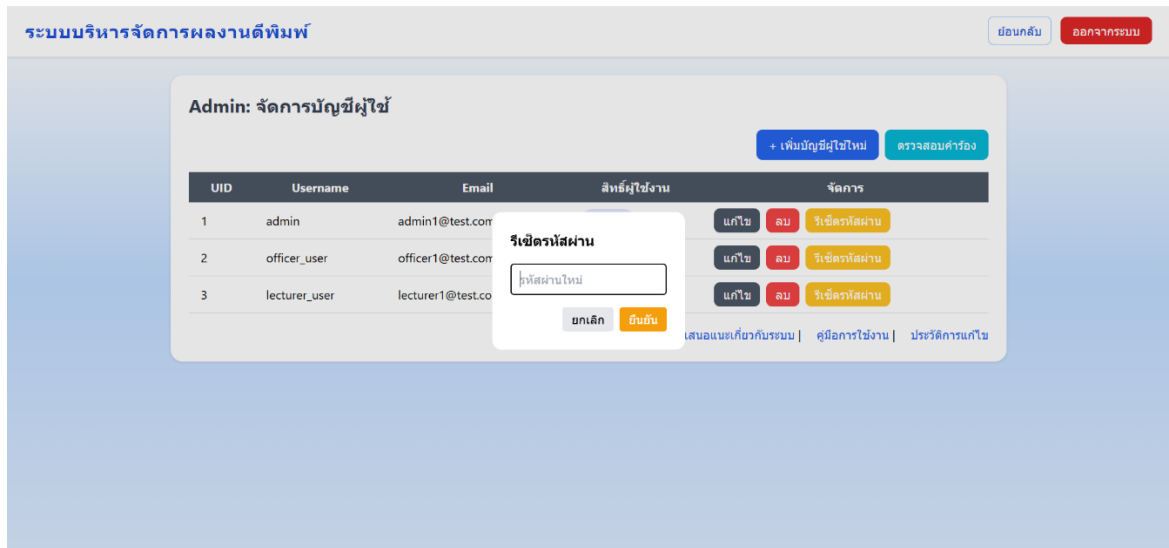 ระบบบริหารจัดการผลงานตีพิมพ์
ย้อนกลับ
ออกจากระบบ
Admin: จัดการบัญชีผู้ใช้
+ เพิ่มบัญชีผู้ใช้ใหม่
ตรวจสอบคำร้อง
UID Username Email สิทธิ์ผู้ใช้งาน จัดการ
1 admin admin1@test.com แก้ไข ลบ รีเซ็ตรหัสผ่าน
2 officer_user officer1@test.com แก้ไข ลบ รีเซ็ตรหัสผ่าน
3 lecturer_user lecturer1@test.co แก้ไข ลบ รีเซ็ตรหัสผ่าน
รีเซ็ตรหัสผ่าน
รหัสผ่านใหม่
ยกเลิก ยืนยัน
เสนอแนะเกี่ยวกับระบบ | คู่มือการใช้งาน | ประวัติการแก้ไข